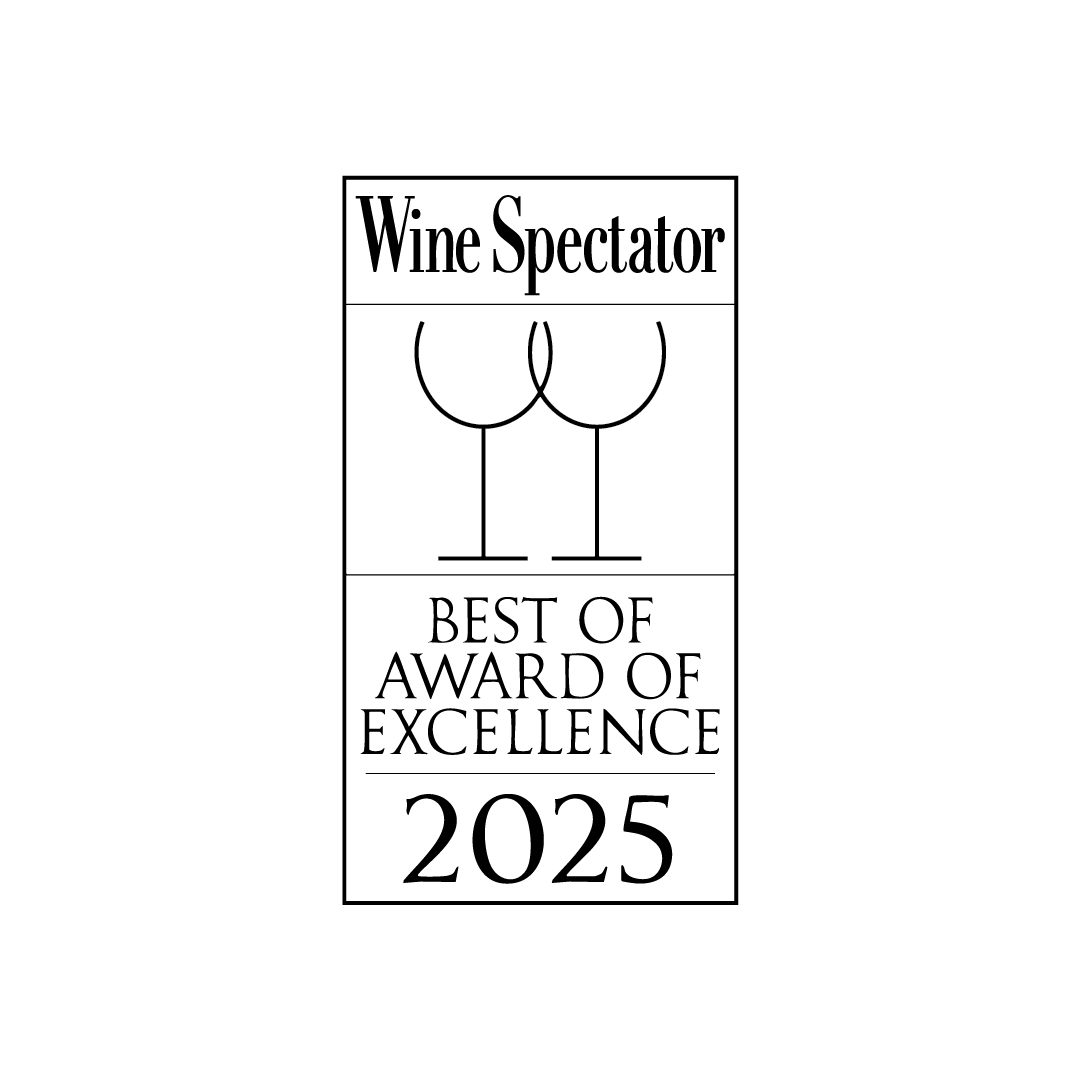 Wine Spectator
BEST OF
AWARD OF
EXCELLENCE
2025